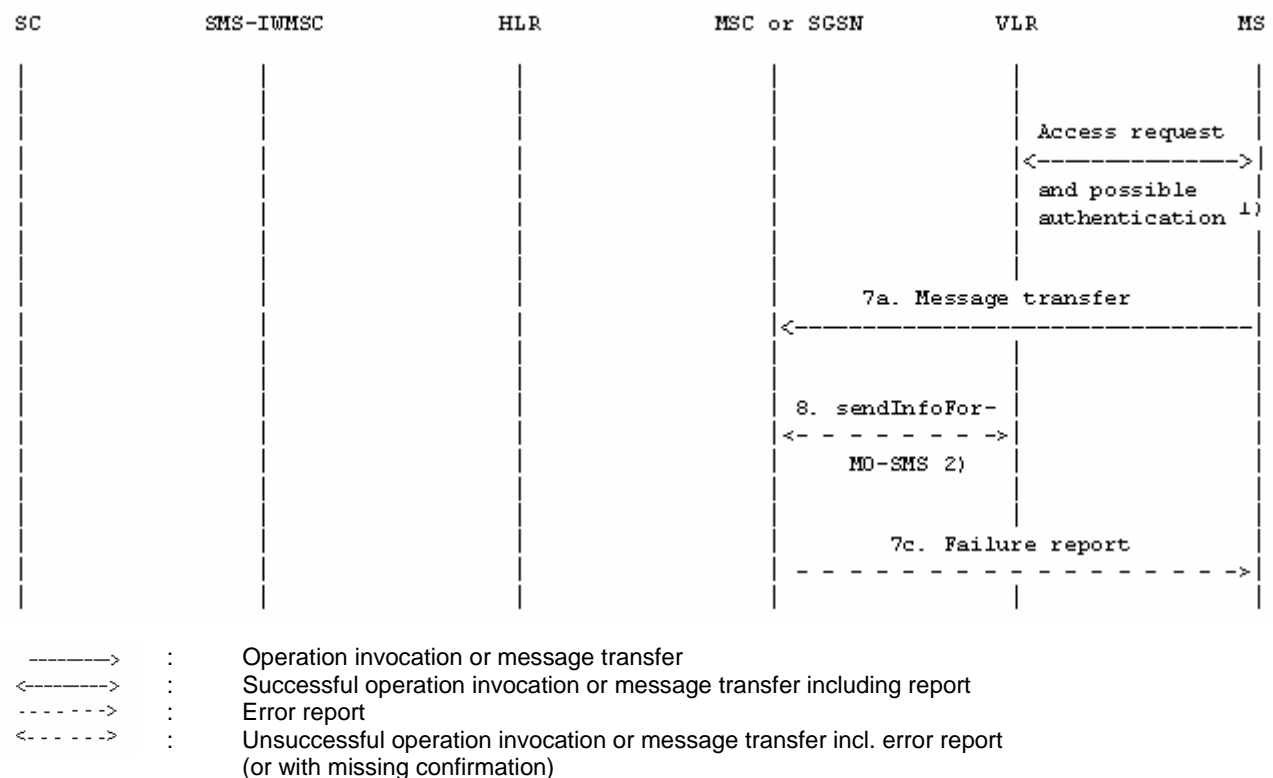 SC SMS-IWMSC HLR MSC or SGSN VLR MS
Access request
and possible
authentication 1)
7a. Message transfer
8. sendInfoFor-
MO-SMS 2)
7c. Failure report
: Operation invocation or message transfer
: Successful operation invocation or message transfer including report
: Error report
: Unsuccessful operation invocation or message transfer incl. error report
(or with missing confirmation)